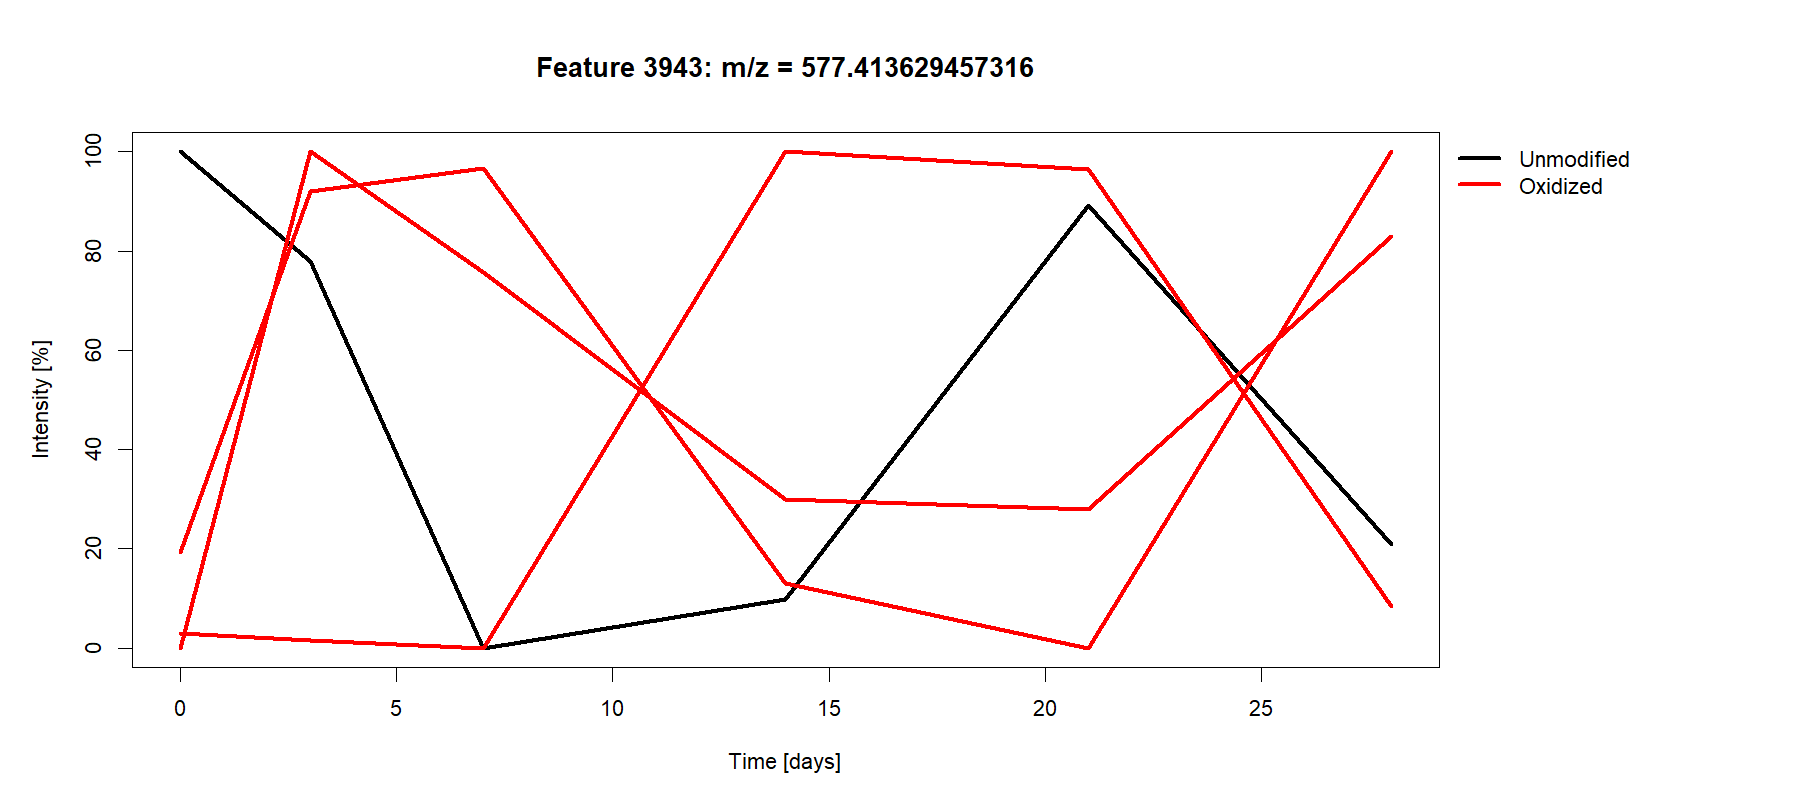 Feature 3943: m/z = 577.413629457316
Unmodified
Oxidized
Intensity [%]
100
80
60
40
20
0
0 5 10 15 20 25
Time [days]